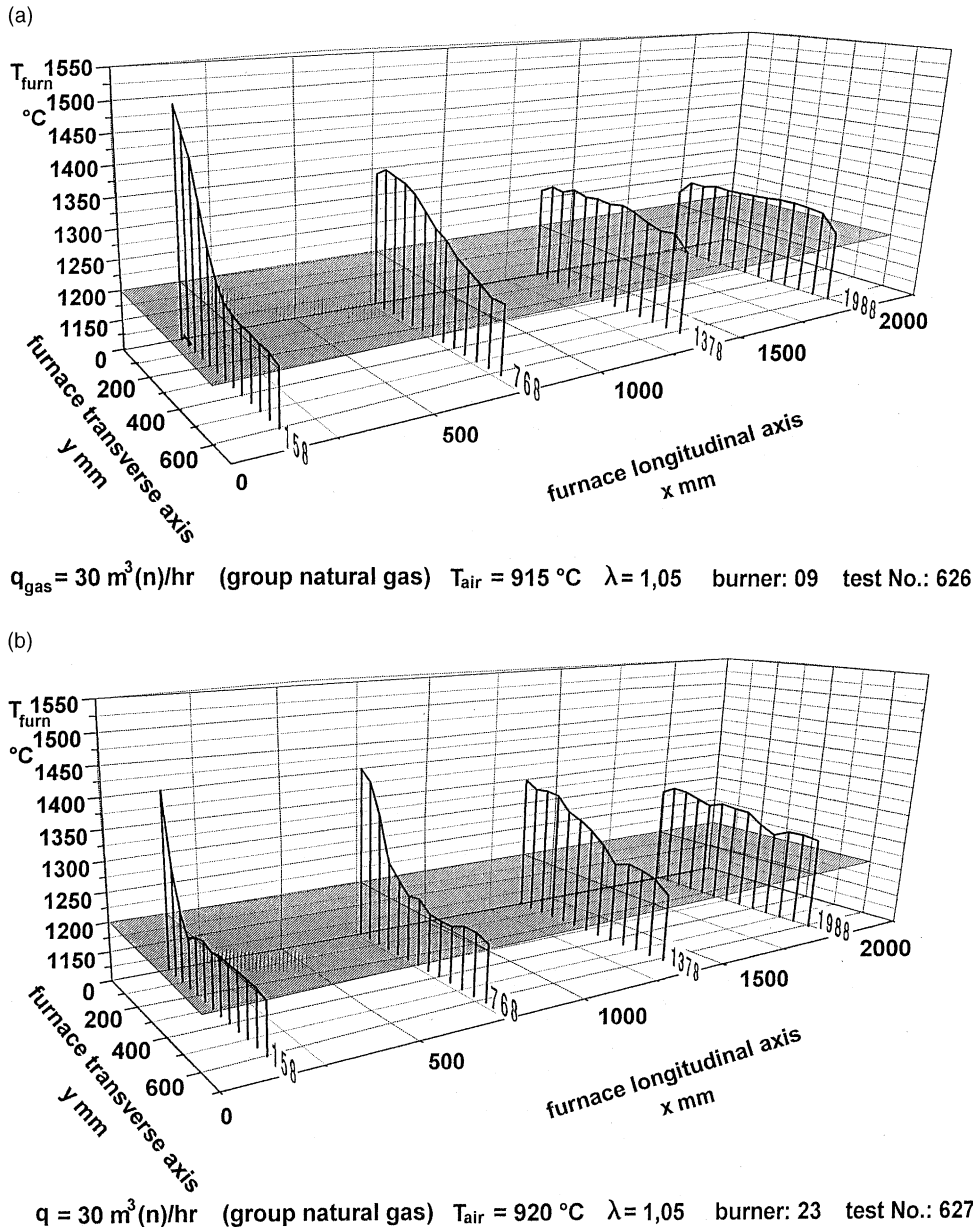 (a)
T_furn
°C
1550
1500
1450
1400
1350
1300
1250
1200
1150
0
200
400
600
furnace transverse axis
y mm
0
500
1000
1500
2000
158
768
1378
1988
furnace longitudinal axis
x mm
q_gas = 30 m³(n)/hr (group natural gas) T_air = 915 °C λ = 1,05 burner: 09 test No.: 626
(b)
T_furn
°C
1550
1500
1450
1400
1350
1300
1250
1200
1150
0
200
400
600
furnace transverse axis
y mm
0
500
1000
1500
2000
158
768
1378
1988
furnace longitudinal axis
x mm
q = 30 m³(n)/hr (group natural gas) T_air = 920 °C λ = 1,05 burner: 23 test No.: 627